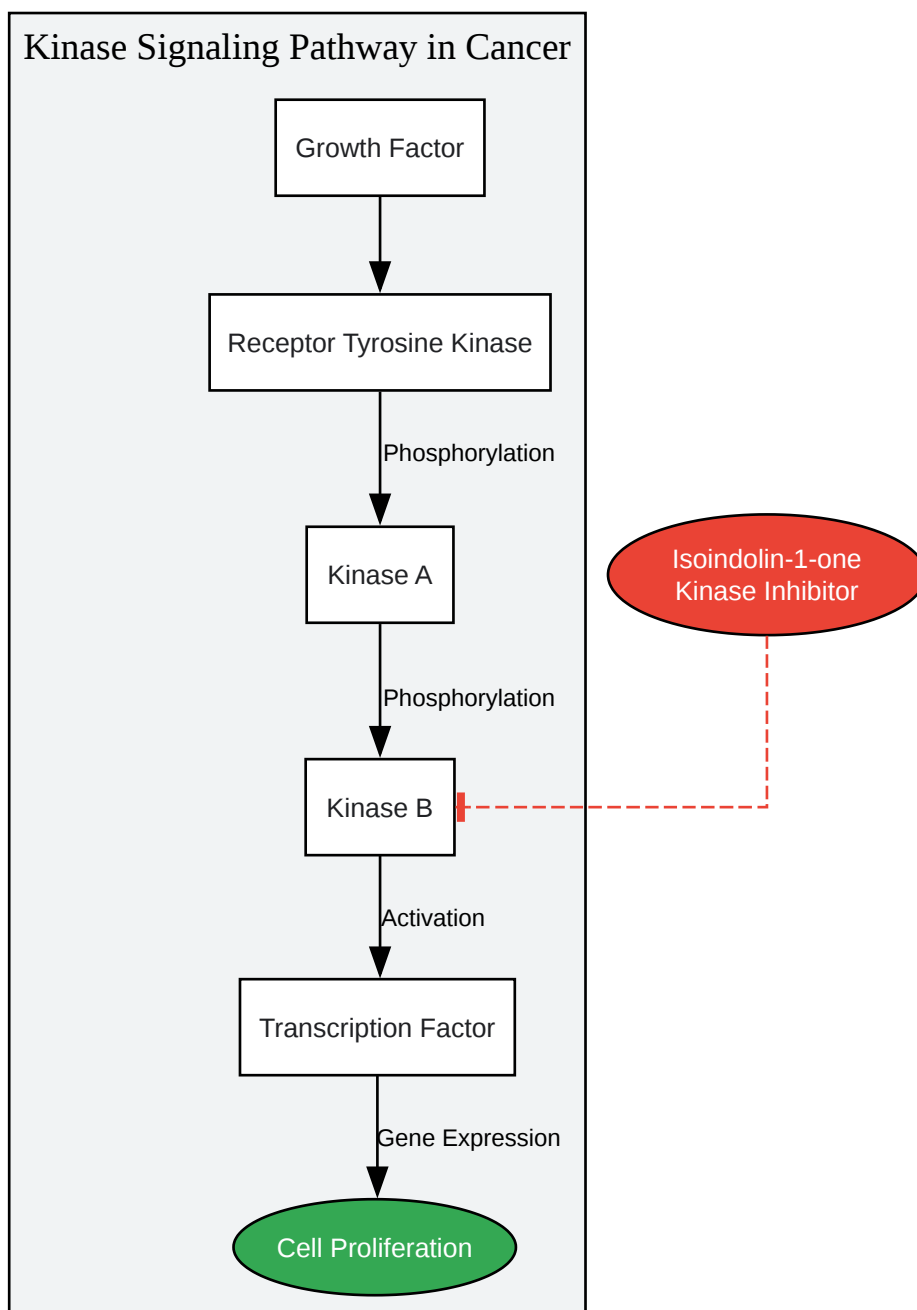 Kinase Signaling Pathway in Cancer
Growth Factor
Receptor Tyrosine Kinase
Phosphorylation
Kinase A
Isoindolin-1-one
Kinase Inhibitor
Phosphorylation
Kinase B
Activation
Transcription Factor
Gene Expression
Cell Proliferation